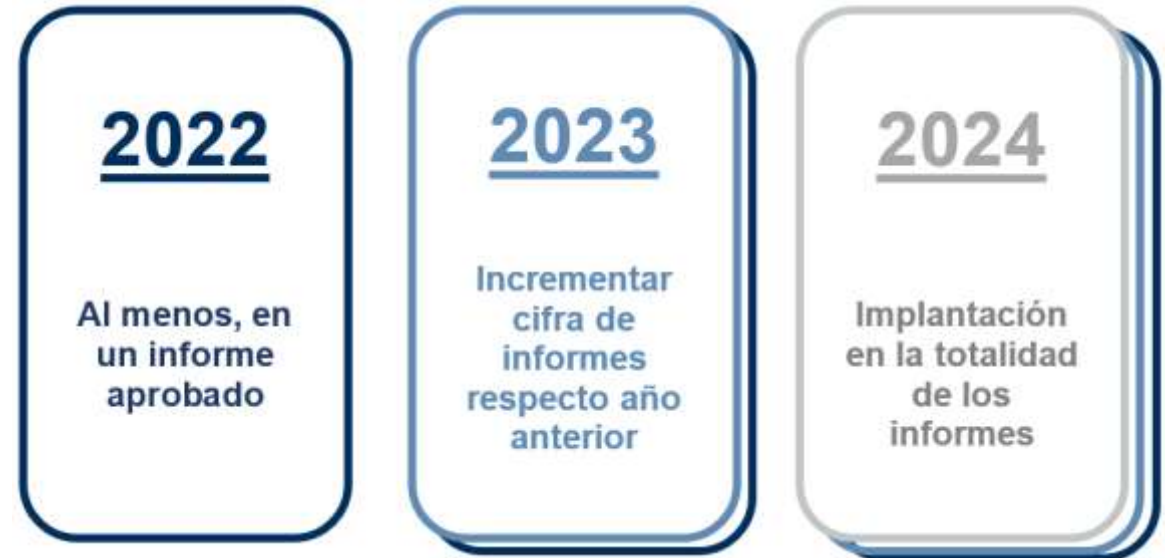 2022
Al menos, en
un informe
aprobado
2023
Incrementar
cifra de
informes
respecto año
anterior
2024
Implantación
en la totalidad
de los
informes